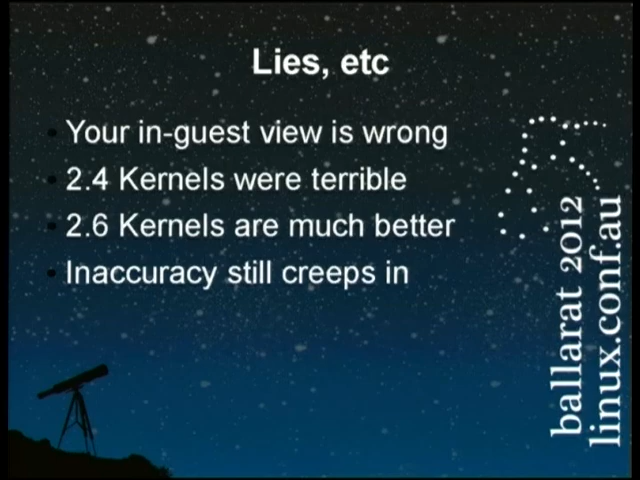 Lies, etc
Your in-guest view is wrong
2.4 Kernels were terrible
2.6 Kernels are much better
Inaccuracy still creeps in
ballarat 2012
linux.conf.au